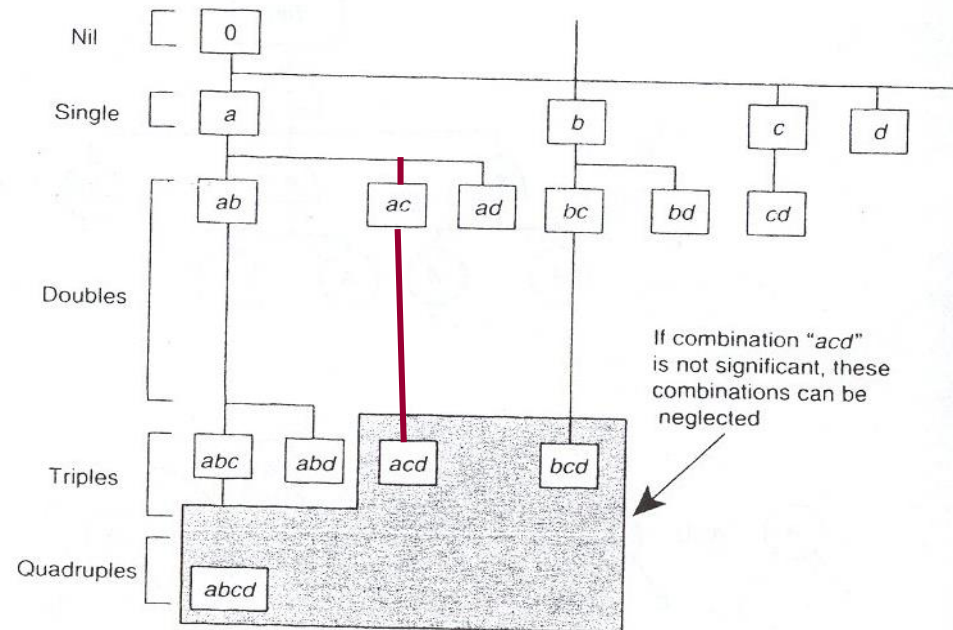 Nil
0
Single
a
b
c
d
ab
ac
ad
bc
bd
cd
Doubles
If combination “acd”
is not significant, these
combinations can be
neglected
Triples
abc
abd
acd
bcd
Quadruples
abcd